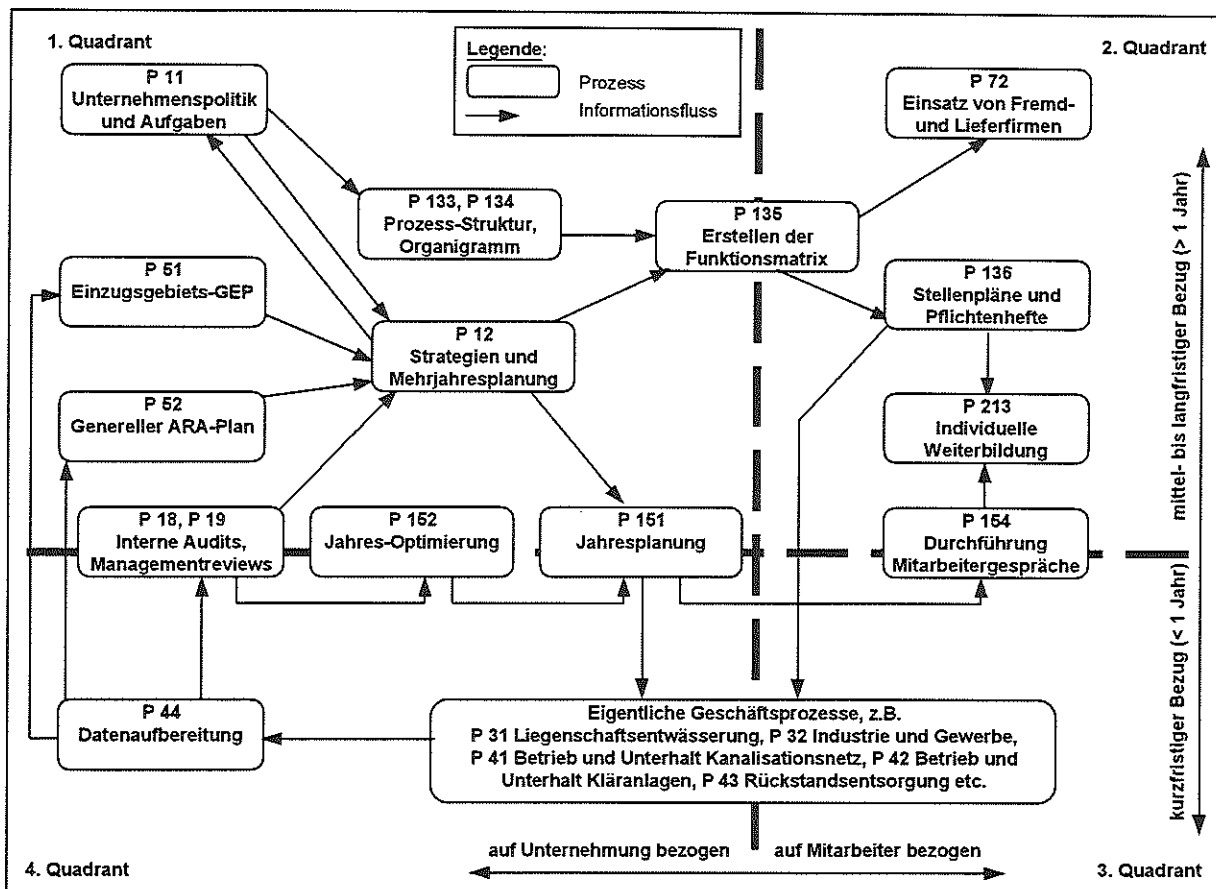 1. Quadrant
Legende:
Prozess
Informationsfluss
2. Quadrant
P 11
Unternehmenspolitik
und Aufgaben
P 72
Einsatz von Fremd-
und Lieferfirmen
P 133, P 134
Prozess-Struktur,
Organigramm
P 135
Erstellen der
Funktionsmatrix
P 51
Einzugsgebiets-GEP
P 136
Stellenpläne und
Pflichtenhefte
P 12
Strategien und
Mehrjahresplanung
P 52
Genereller ARA-Plan
P 213
Individuelle
Weiterbildung
mittel- bis langfristiger Bezug (> 1 Jahr)
P 18, P 19
Interne Audits,
Managementreviews
P 152
Jahres-Optimierung
P 151
Jahresplanung
P 154
Durchführung
Mitarbeitergespräche
kurzfristiger Bezug (< 1 Jahr)
P 44
Datenaufbereitung
Eigentliche Geschäftsprozesse, z.B.
P 31 Liegenschaftsentwässerung, P 32 Industrie und Gewerbe,
P 41 Betrieb und Unterhalt Kanalisationsnetz, P 42 Betrieb und
Unterhalt Kläranlagen, P 43 Rückstandsentsorgung etc.
4. Quadrant
auf Unternehmung bezogen
auf Mitarbeiter bezogen
3. Quadrant